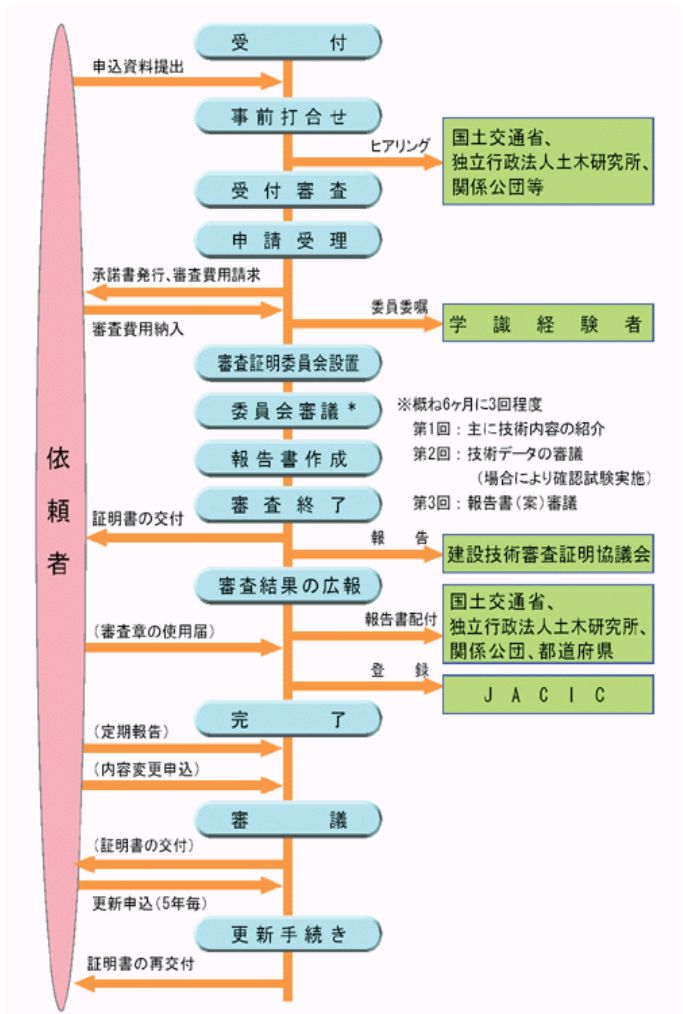 受付
申込資料提出
事前打合せ
ヒアリング
国土交通省、
独立行政法人土木研究所、
関係公団等
受付審査
申請受理
承諾書発行、審査費用請求
審査費用納入
委員委嘱
学識経験者
審査証明委員会設置
委員会審議*
※概ね6ヶ月に3回程度
第1回：主に技術内容の紹介
第2回：技術データの審議
（場合により確認試験実施）
第3回：報告書（案）審議
報告書作成
審査終了
依頼者
証明書の交付
報告
建設技術審査証明協議会
審査結果の広報
報告書配付
国土交通省、
独立行政法人土木研究所、
関係公団、都道府県
（審査章の使用届）
登録
JACIC
完了
（定期報告）
（内容変更申込）
審議
（証明書の交付）
更新申込（5年毎）
更新手続き
証明書の再交付